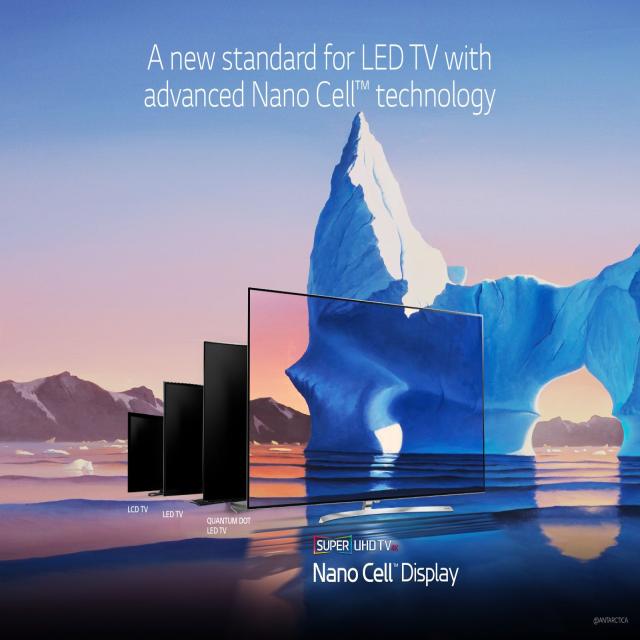 A new standard for LED TV with
advanced Nano Cell™ technology
LCD TV
LED TV
QUANTUM DOT
LED TV
SUPER UHD TV 4K
Nano Cell™ Display
@ANTARCTICA